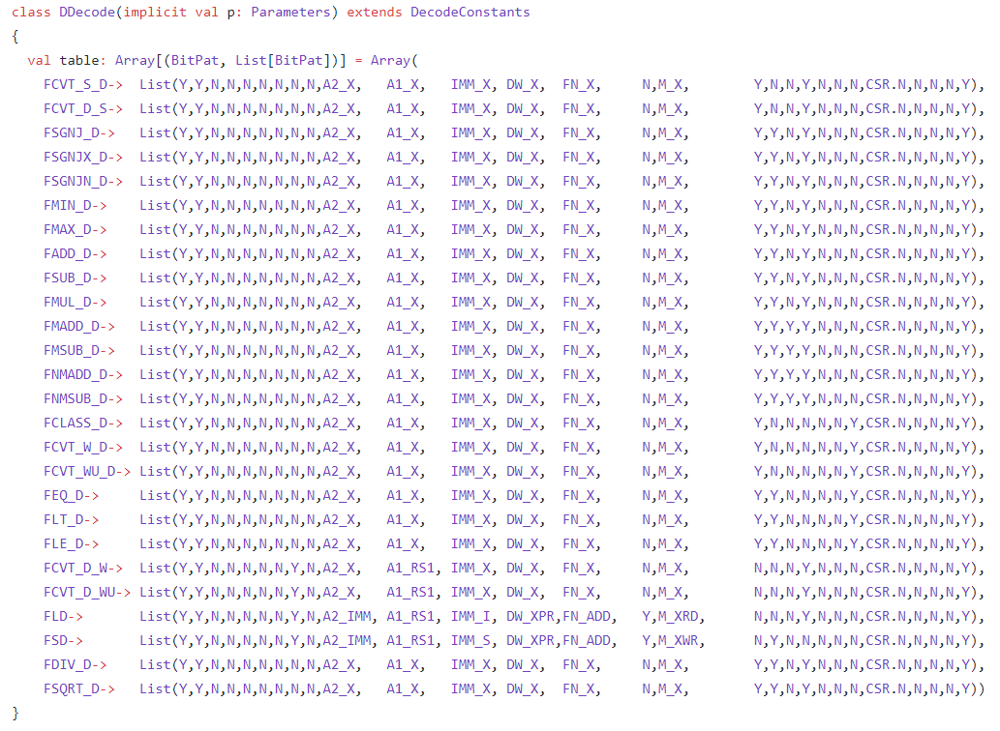 class DDecode(implicit val p: Parameters) extends DecodeConstants
{
  val table: Array[(BitPat, List[BitPat])] = Array(
    FCVT_S_D->  List(Y,Y,N,N,N,N,N,N,N,A2_X,   A1_X,   IMM_X, DW_X,  FN_X,     N,M_X,        Y,N,N,Y,N,N,N,CSR.N,N,N,N,Y),
    FCVT_D_S->  List(Y,Y,N,N,N,N,N,N,N,A2_X,   A1_X,   IMM_X, DW_X,  FN_X,     N,M_X,        Y,N,N,Y,N,N,N,CSR.N,N,N,N,Y),
    FSGNJ_D->   List(Y,Y,N,N,N,N,N,N,N,A2_X,   A1_X,   IMM_X, DW_X,  FN_X,     N,M_X,        Y,Y,N,Y,N,N,N,CSR.N,N,N,N,Y),
    FSGNJX_D->  List(Y,Y,N,N,N,N,N,N,N,A2_X,   A1_X,   IMM_X, DW_X,  FN_X,     N,M_X,        Y,Y,N,Y,N,N,N,CSR.N,N,N,N,Y),
    FSGNJN_D->  List(Y,Y,N,N,N,N,N,N,N,A2_X,   A1_X,   IMM_X, DW_X,  FN_X,     N,M_X,        Y,Y,N,Y,N,N,N,CSR.N,N,N,N,Y),
    FMIN_D->    List(Y,Y,N,N,N,N,N,N,N,A2_X,   A1_X,   IMM_X, DW_X,  FN_X,     N,M_X,        Y,Y,N,Y,N,N,N,CSR.N,N,N,N,Y),
    FMAX_D->    List(Y,Y,N,N,N,N,N,N,N,A2_X,   A1_X,   IMM_X, DW_X,  FN_X,     N,M_X,        Y,Y,N,Y,N,N,N,CSR.N,N,N,N,Y),
    FADD_D->    List(Y,Y,N,N,N,N,N,N,N,A2_X,   A1_X,   IMM_X, DW_X,  FN_X,     N,M_X,        Y,Y,N,Y,N,N,N,CSR.N,N,N,N,Y),
    FSUB_D->    List(Y,Y,N,N,N,N,N,N,N,A2_X,   A1_X,   IMM_X, DW_X,  FN_X,     N,M_X,        Y,Y,N,Y,N,N,N,CSR.N,N,N,N,Y),
    FMUL_D->    List(Y,Y,N,N,N,N,N,N,N,A2_X,   A1_X,   IMM_X, DW_X,  FN_X,     N,M_X,        Y,Y,N,Y,N,N,N,CSR.N,N,N,N,Y),
    FMADD_D->   List(Y,Y,N,N,N,N,N,N,N,A2_X,   A1_X,   IMM_X, DW_X,  FN_X,     N,M_X,        Y,Y,Y,Y,N,N,N,CSR.N,N,N,N,Y),
    FMSUB_D->   List(Y,Y,N,N,N,N,N,N,N,A2_X,   A1_X,   IMM_X, DW_X,  FN_X,     N,M_X,        Y,Y,Y,Y,N,N,N,CSR.N,N,N,N,Y),
    FNMADD_D->  List(Y,Y,N,N,N,N,N,N,N,A2_X,   A1_X,   IMM_X, DW_X,  FN_X,     N,M_X,        Y,Y,Y,Y,N,N,N,CSR.N,N,N,N,Y),
    FNMSUB_D->  List(Y,Y,N,N,N,N,N,N,N,A2_X,   A1_X,   IMM_X, DW_X,  FN_X,     N,M_X,        Y,Y,Y,Y,N,N,N,CSR.N,N,N,N,Y),
    FCLASS_D->  List(Y,Y,N,N,N,N,N,N,N,A2_X,   A1_X,   IMM_X, DW_X,  FN_X,     N,M_X,        Y,N,N,N,N,N,Y,CSR.N,N,N,N,Y),
    FCVT_W_D->  List(Y,Y,N,N,N,N,N,N,N,A2_X,   A1_X,   IMM_X, DW_X,  FN_X,     N,M_X,        Y,N,N,N,N,N,Y,CSR.N,N,N,N,Y),
    FCVT_WU_D-> List(Y,Y,N,N,N,N,N,N,N,A2_X,   A1_X,   IMM_X, DW_X,  FN_X,     N,M_X,        Y,N,N,N,N,N,Y,CSR.N,N,N,N,Y),
    FEQ_D->     List(Y,Y,N,N,N,N,N,N,N,A2_X,   A1_X,   IMM_X, DW_X,  FN_X,     N,M_X,        Y,Y,N,N,N,N,Y,CSR.N,N,N,N,Y),
    FLT_D->     List(Y,Y,N,N,N,N,N,N,N,A2_X,   A1_X,   IMM_X, DW_X,  FN_X,     N,M_X,        Y,Y,N,N,N,N,Y,CSR.N,N,N,N,Y),
    FLE_D->     List(Y,Y,N,N,N,N,N,N,N,A2_X,   A1_X,   IMM_X, DW_X,  FN_X,     N,M_X,        Y,Y,N,N,N,N,Y,CSR.N,N,N,N,Y),
    FCVT_D_W->  List(Y,Y,N,N,N,N,N,Y,N,A2_X,   A1_RS1, IMM_X, DW_X,  FN_X,     N,M_X,        N,N,N,Y,N,N,N,CSR.N,N,N,N,Y),
    FCVT_D_WU-> List(Y,Y,N,N,N,N,N,Y,N,A2_X,   A1_RS1, IMM_X, DW_X,  FN_X,     N,M_X,        N,N,N,Y,N,N,N,CSR.N,N,N,N,Y),
    FLD->       List(Y,Y,N,N,N,N,N,Y,N,A2_IMM, A1_RS1, IMM_I, DW_XPR,FN_ADD,   Y,M_XRD,      N,N,N,Y,N,N,N,CSR.N,N,N,N,Y),
    FSD->       List(Y,Y,N,N,N,N,N,Y,N,A2_IMM, A1_RS1, IMM_S, DW_XPR,FN_ADD,   Y,M_XWR,      N,Y,N,N,N,N,N,CSR.N,N,N,N,Y),
    FDIV_D->    List(Y,Y,N,N,N,N,N,N,N,A2_X,   A1_X,   IMM_X, DW_X,  FN_X,     N,M_X,        Y,Y,N,Y,N,N,N,CSR.N,N,N,N,Y),
    FSQRT_D->   List(Y,Y,N,N,N,N,N,N,N,A2_X,   A1_X,   IMM_X, DW_X,  FN_X,     N,M_X,        Y,Y,N,Y,N,N,N,CSR.N,N,N,N,Y))
}